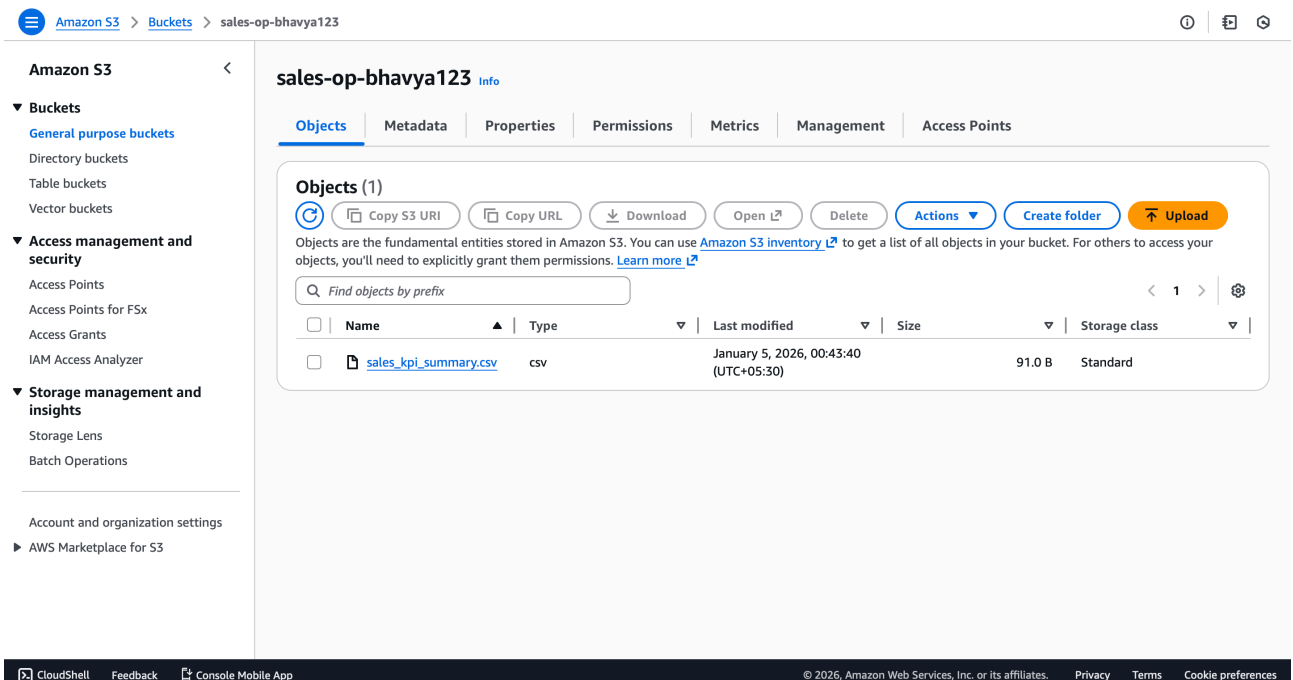 Amazon S3 > Buckets > sales-op-bhavya123
Amazon S3
Buckets
General purpose buckets
Directory buckets
Table buckets
Vector buckets
Access management and
security
Access Points
Access Points for FSx
Access Grants
IAM Access Analyzer
Storage management and
insights
Storage Lens
Batch Operations
Account and organization settings
AWS Marketplace for S3
sales-op-bhavya123 Info
Objects Metadata Properties Permissions Metrics Management Access Points
Objects (1)
Copy S3 URI Copy URL Download Open Delete Actions Create folder Upload
Objects are the fundamental entities stored in Amazon S3. You can use Amazon S3 inventory to get a list of all objects in your bucket. For others to access your
objects, you'll need to explicitly grant them permissions. Learn more
Find objects by prefix
1
Name Type Last modified Size Storage class
sales_kpi_summary.csv csv January 5, 2026, 00:43:40 91.0 B Standard
(UTC+05:30)
CloudShell Feedback Console Mobile App © 2026, Amazon Web Services, Inc. or its affiliates. Privacy Terms Cookie preferences